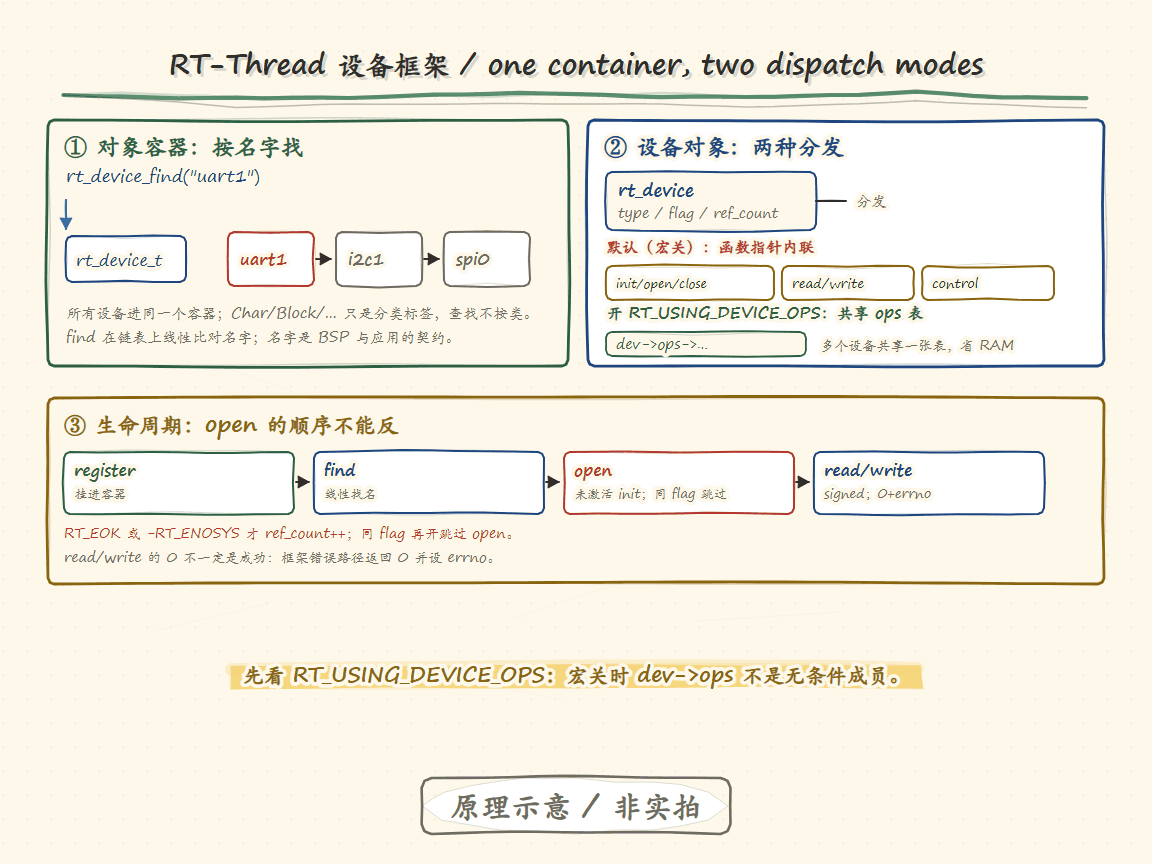 RT-Thread 设备框架 / one container, two dispatch modes
① 对象容器：按名字找
rt_device_find("uart1")
rt_device_t
uart1
i2c1
spi0
所有设备进同一个容器；Char/Block/... 只是分类标签，查找不按类。
find 在链表上线性比对名字；名字是 BSP 与应用的契约。
② 设备对象：两种分发
rt_device
type / flag / ref_count
分发
默认（宏关）：函数指针内联
init/open/close
read/write
control
开 RT_USING_DEVICE_OPS：共享 ops 表
dev->ops->...
多个设备共享一张表，省 RAM
③ 生命周期：open 的顺序不能反
register
挂进容器
find
线性找名
open
未激活 init；同 flag 跳过
read/write
signed；0+errno
RT_EOK 或 -RT_ENOSYS 才 ref_count++；同 flag 再开跳过 open。
read/write 的 0 不一定是成功：框架错误路径返回 0 并设 errno。
先看 RT_USING_DEVICE_OPS：宏关时 dev->ops 不是无条件成员。
原理示意 / 非实拍